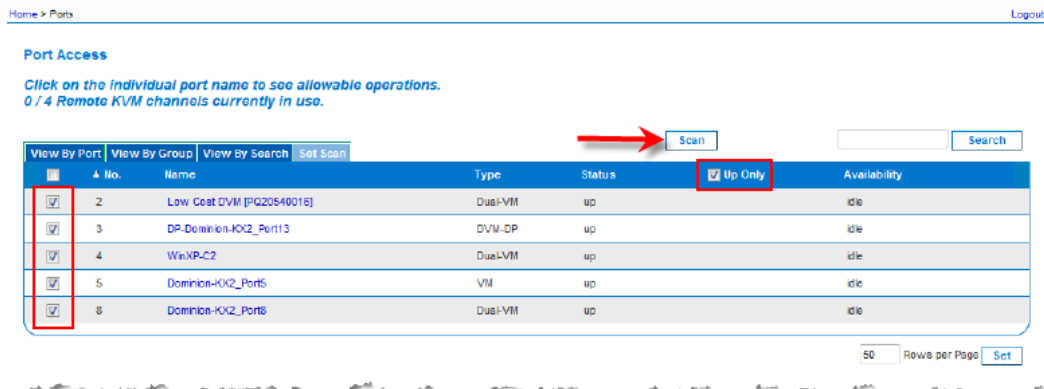 Home > Ports
Logout
Port Access
Click on the individual port name to see allowable operations.
0 / 4 Remote KVM channels currently in use.
Scan
Search
View By Port View By Group View By Search Set Scan
▲ No. Name Type Status Up Only Availability
2 Low Cost DVM [PQ20540016] Dual-VM up idle
3 DP-Dominion-KX2_Port13 DVM-DP up idle
4 WinXP-C2 Dual-VM up idle
5 Dominion-KX2_Port5 VM up idle
8 Dominion-KX2_Port8 Dual-VM up idle
50 Rows per Page Set